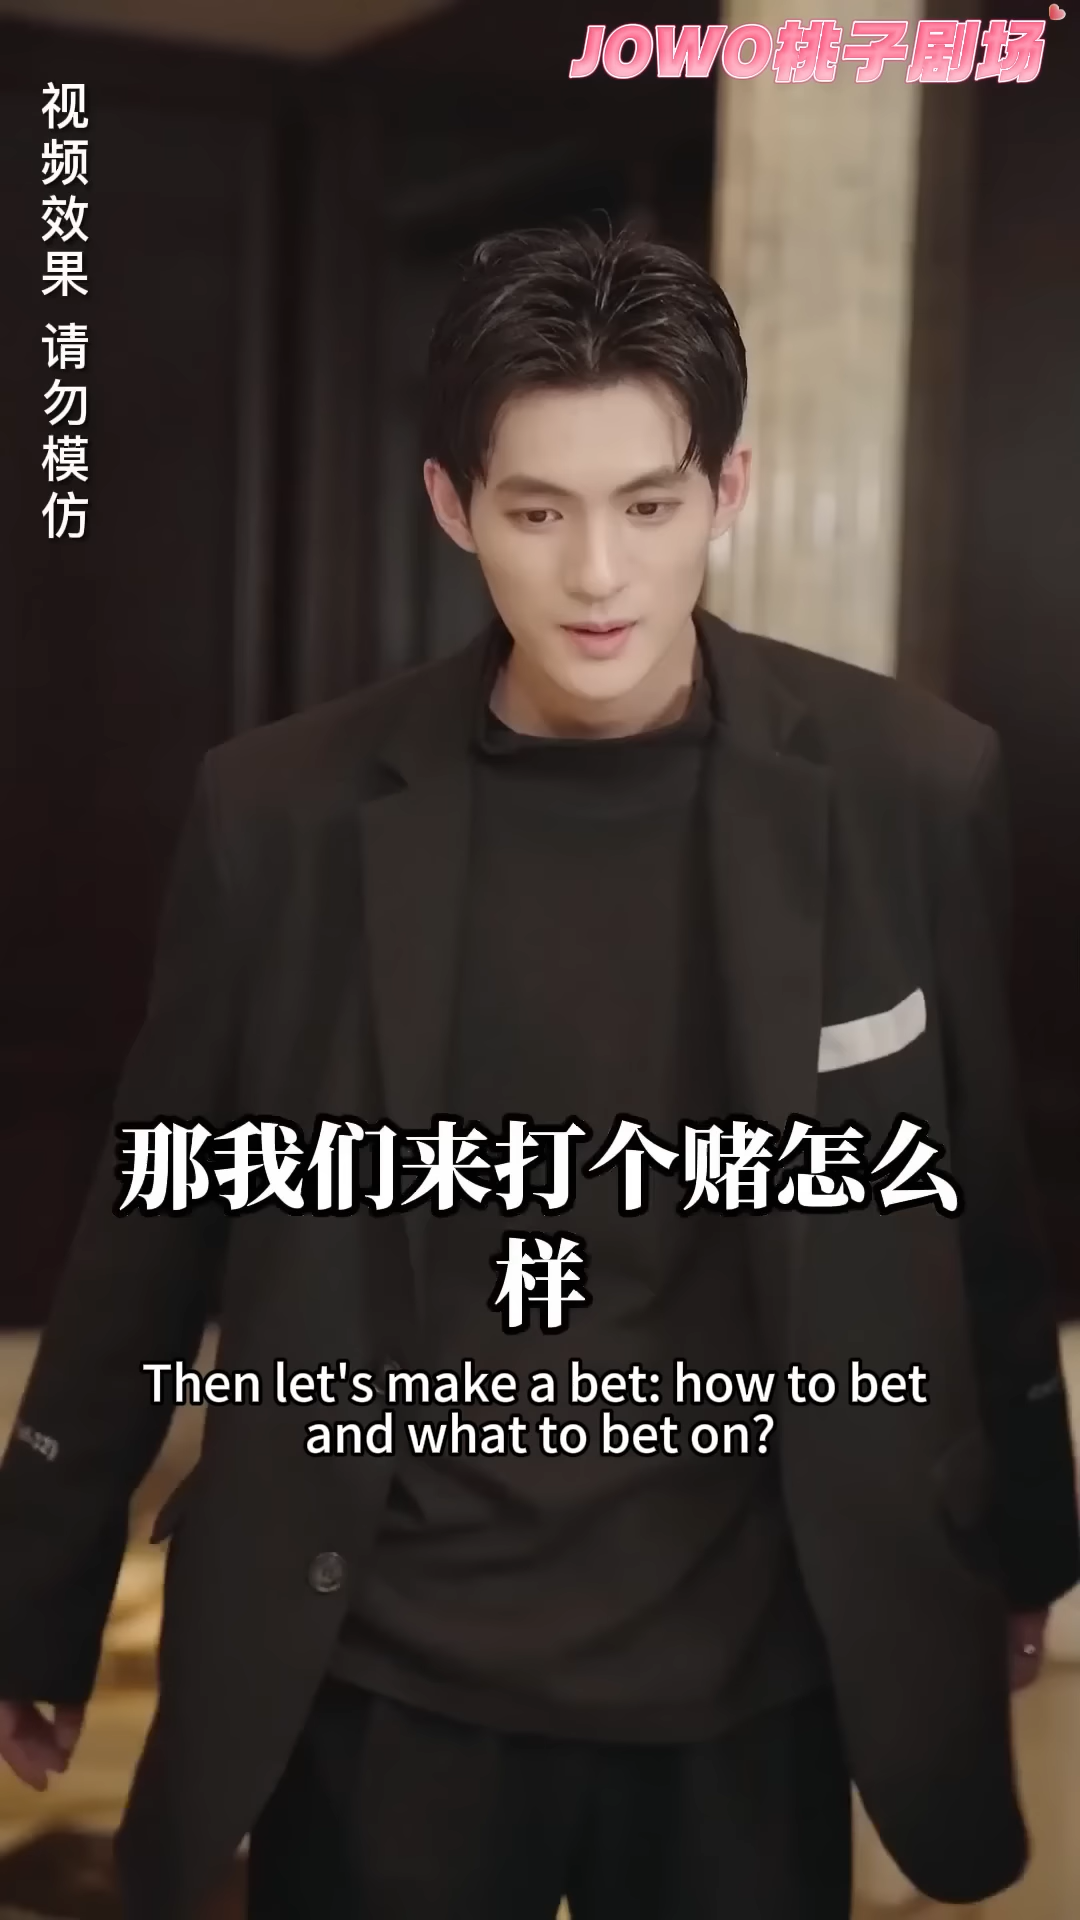 JOWO桃子剧场
视频效果 请勿模仿
那我们来打个赌怎么
样
Then let's make a bet: how to bet
and what to bet on?